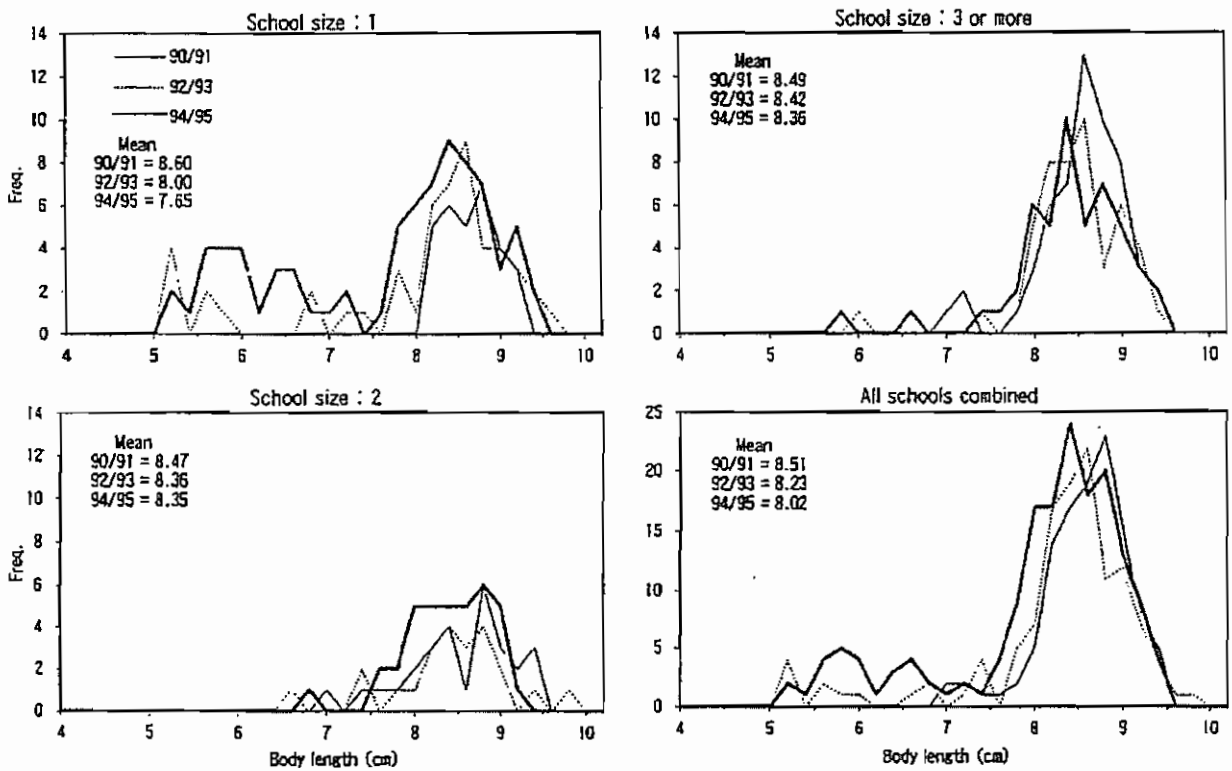 School size : 1
14
12
10
8
6
4
2
0
Freq.
90/91
92/93
94/95
Mean
90/91 = 8.60
92/93 = 8.00
94/95 = 7.65
4 5 6 7 8 9 10
School size : 3 or more
14
12
10
8
6
4
2
0
Mean
90/91 = 8.49
92/93 = 8.42
94/95 = 8.36
4 5 6 7 8 9 10
School size : 2
14
12
10
8
6
4
2
0
Freq.
Mean
90/91 = 8.47
92/93 = 8.36
94/95 = 8.35
4 5 6 7 8 9 10
Body length (cm)
All schools combined
25
20
15
10
5
0
Mean
90/91 = 8.51
92/93 = 8.23
94/95 = 8.02
4 5 6 7 8 9 10
Body length (cm)